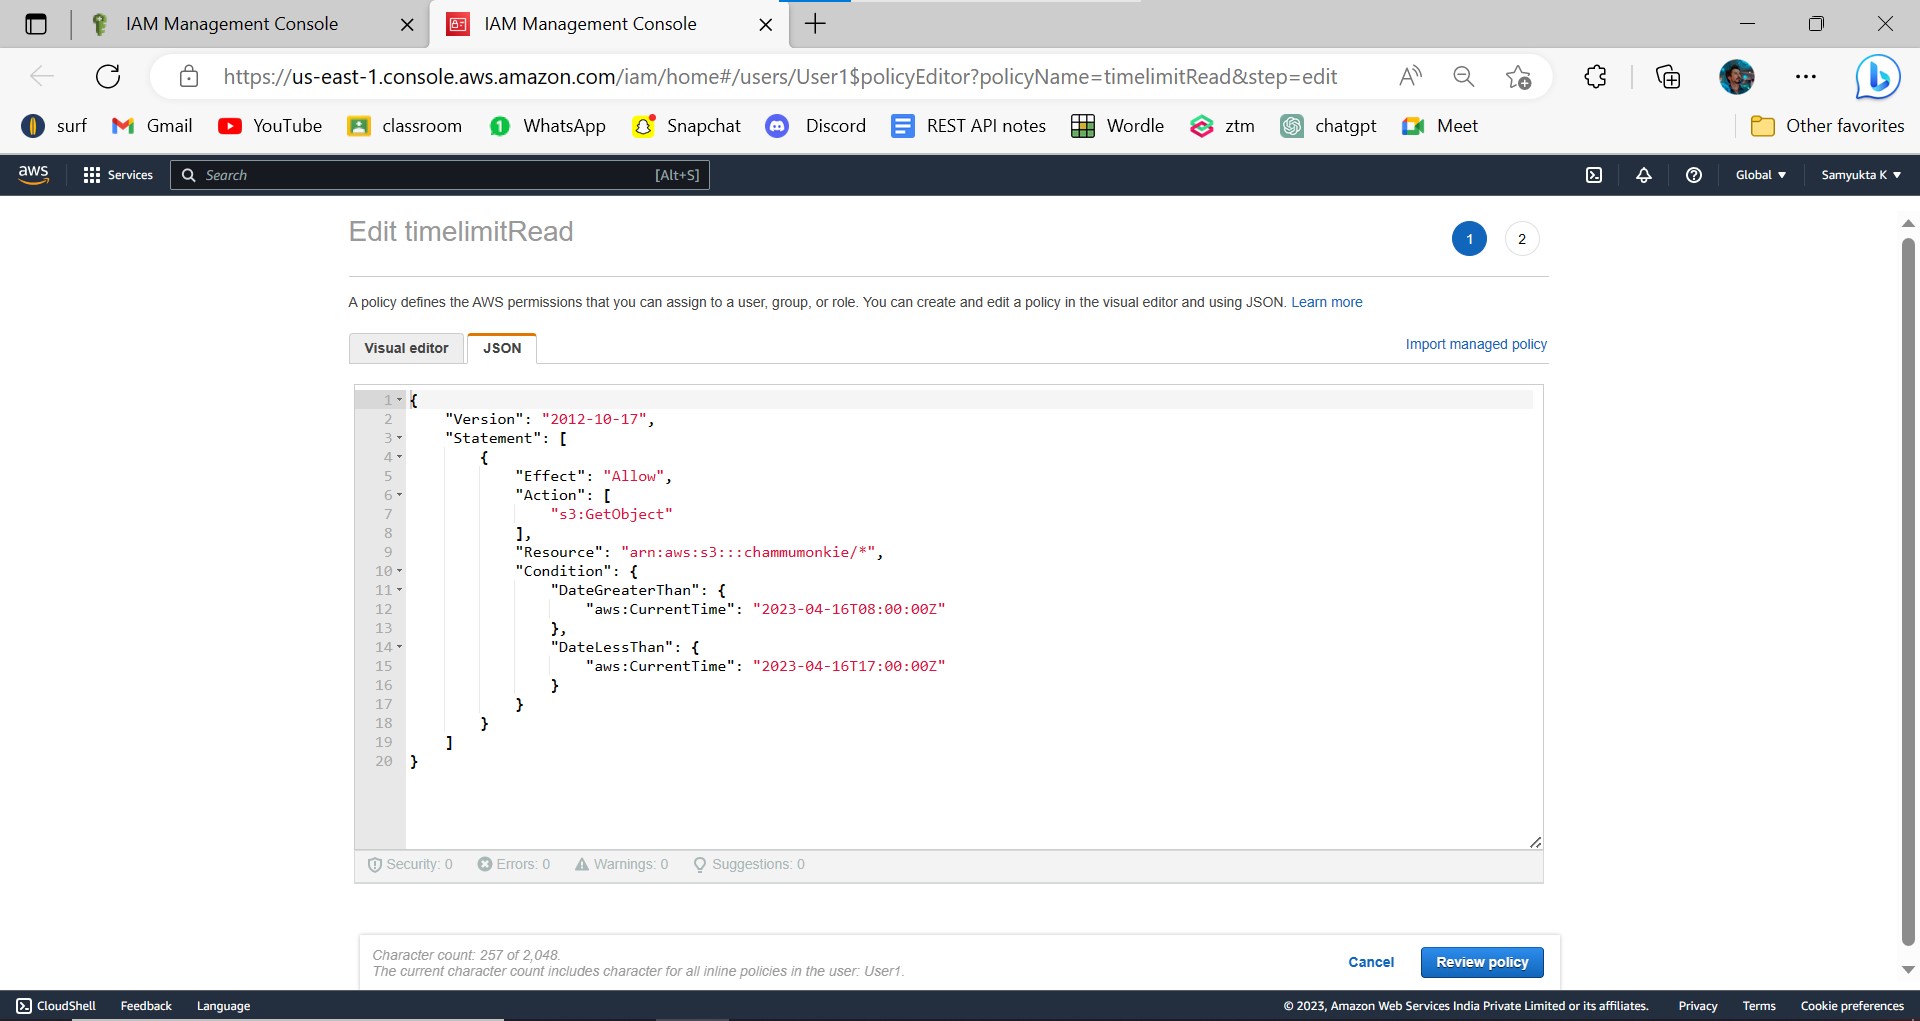 IAM Management Console
IAM Management Console
https://us-east-1.console.aws.amazon.com/iam/home#/users/User1$policyEditor?policyName=timelimitRead&step=edit
surf
Gmail
YouTube
classroom
WhatsApp
Snapchat
Discord
REST API notes
Wordle
ztm
chatgpt
Meet
Other favorites
aws
Services
Search
[Alt+S]
Global
Samyukta K
Edit timelimitRead
1
2
A policy defines the AWS permissions that you can assign to a user, group, or role. You can create and edit a policy in the visual editor and using JSON. Learn more
Visual editor
JSON
Import managed policy
1 {
2 "Version": "2012-10-17",
3 "Statement": [
4 {
5 "Effect": "Allow",
6 "Action": [
7 "s3:GetObject"
8 ],
9 "Resource": "arn:aws:s3:::chammumonkie/*",
10 "Condition": {
11 "DateGreaterThan": {
12 "aws:CurrentTime": "2023-04-16T08:00:00Z"
13 },
14 "DateLessThan": {
15 "aws:CurrentTime": "2023-04-16T17:00:00Z"
16 }
17 }
18 }
19 ]
20 }
Security: 0
Errors: 0
Warnings: 0
Suggestions: 0
Character count: 257 of 2,048.
The current character count includes character for all inline policies in the user: User1.
Cancel
Review policy
CloudShell
Feedback
Language
© 2023, Amazon Web Services India Private Limited or its affiliates.
Privacy
Terms
Cookie preferences